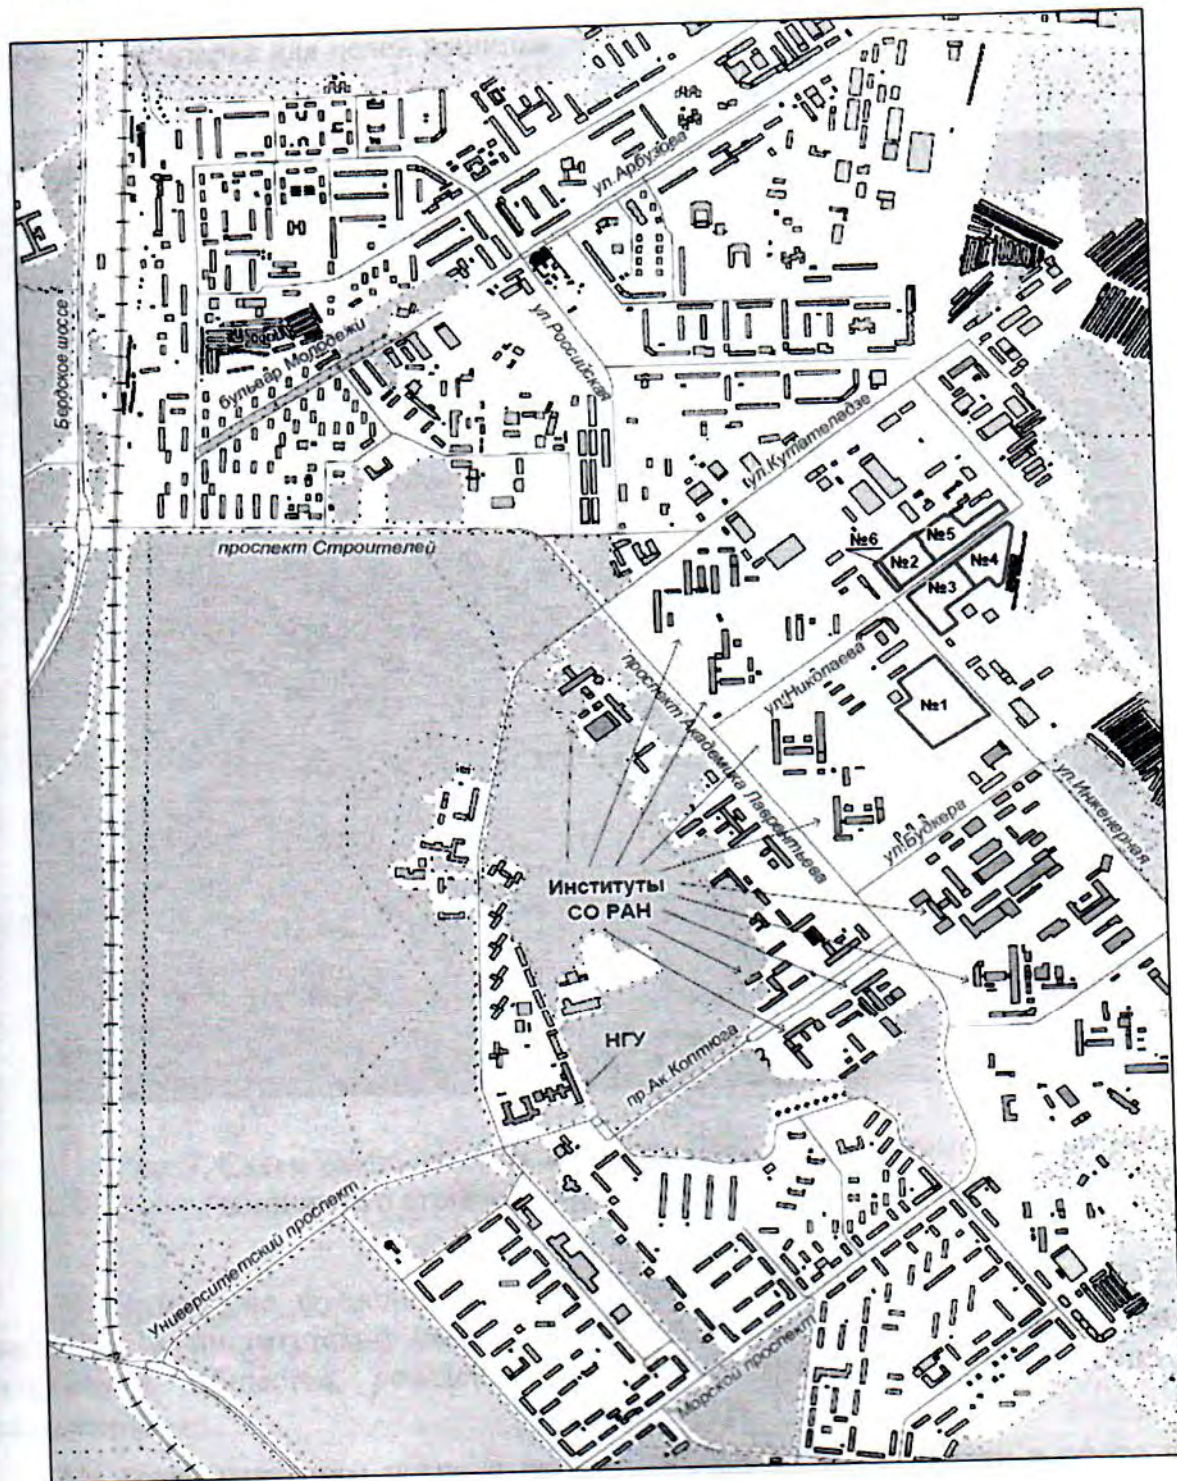 ул.Арбузова
Бердское шоссе
бульвар Молодежи
ул.Российская
ул.Кутателадзе
проспект Строителей
№6
№5
№2
№4
№3
проспект Академика Лаврентьева
ул.Николаева
№1
ул.Инженерная
ул.Будкера
Институты
СО РАН
НГУ
пр.Ак.Коптюга
Университетский проспект
Морской проспект